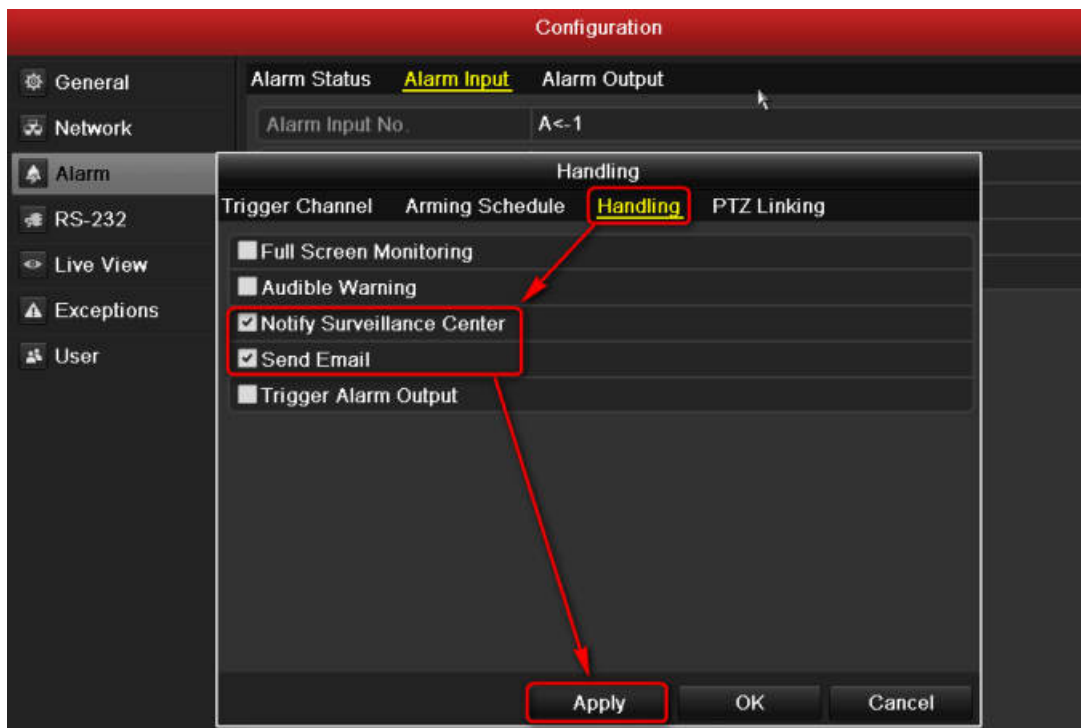 Configuration
General
Network
Alarm
RS-232
Live View
Exceptions
User
Alarm Status Alarm Input Alarm Output
Alarm Input No. A<-1
Handling
Trigger Channel Arming Schedule Handling PTZ Linking
Full Screen Monitoring
Audible Warning
Notify Surveillance Center
Send Email
Trigger Alarm Output
Apply OK Cancel